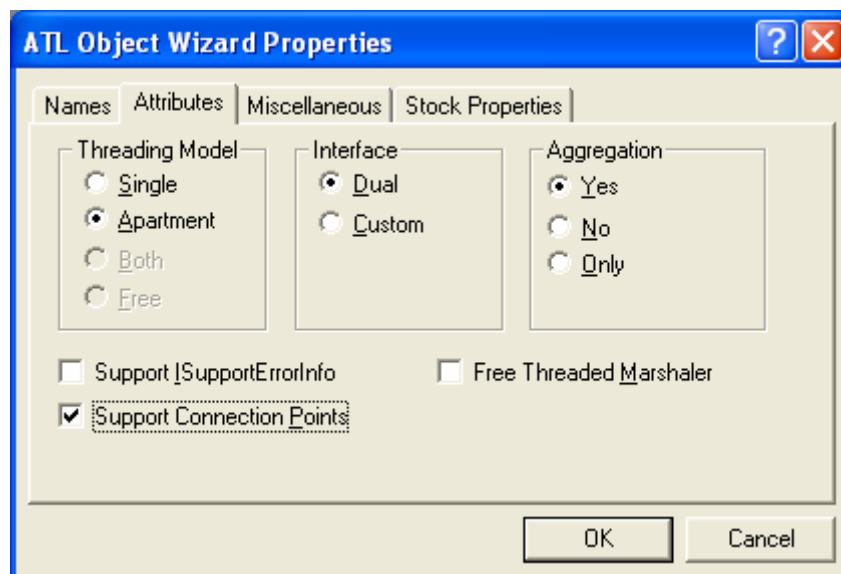 ATL Object Wizard Properties
Names Attributes Miscellaneous Stock Properties
Threading Model Interface Aggregation
Single Dual Yes
Apartment Custom No
Both Only
Free
Support ISupportErrorInfo Free Threaded Marshaler
Support Connection Points
OK Cancel